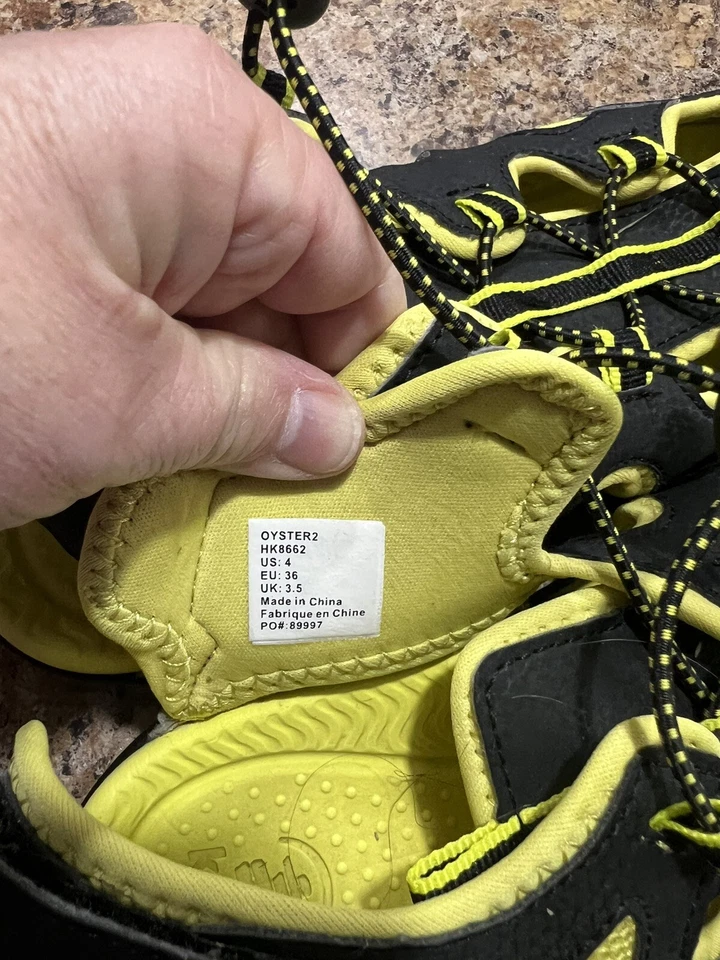 OYSTER2
HK8662
US: 4
EU: 36
UK: 3.5
Made in China
Fabrique en Chine
PO#:89997